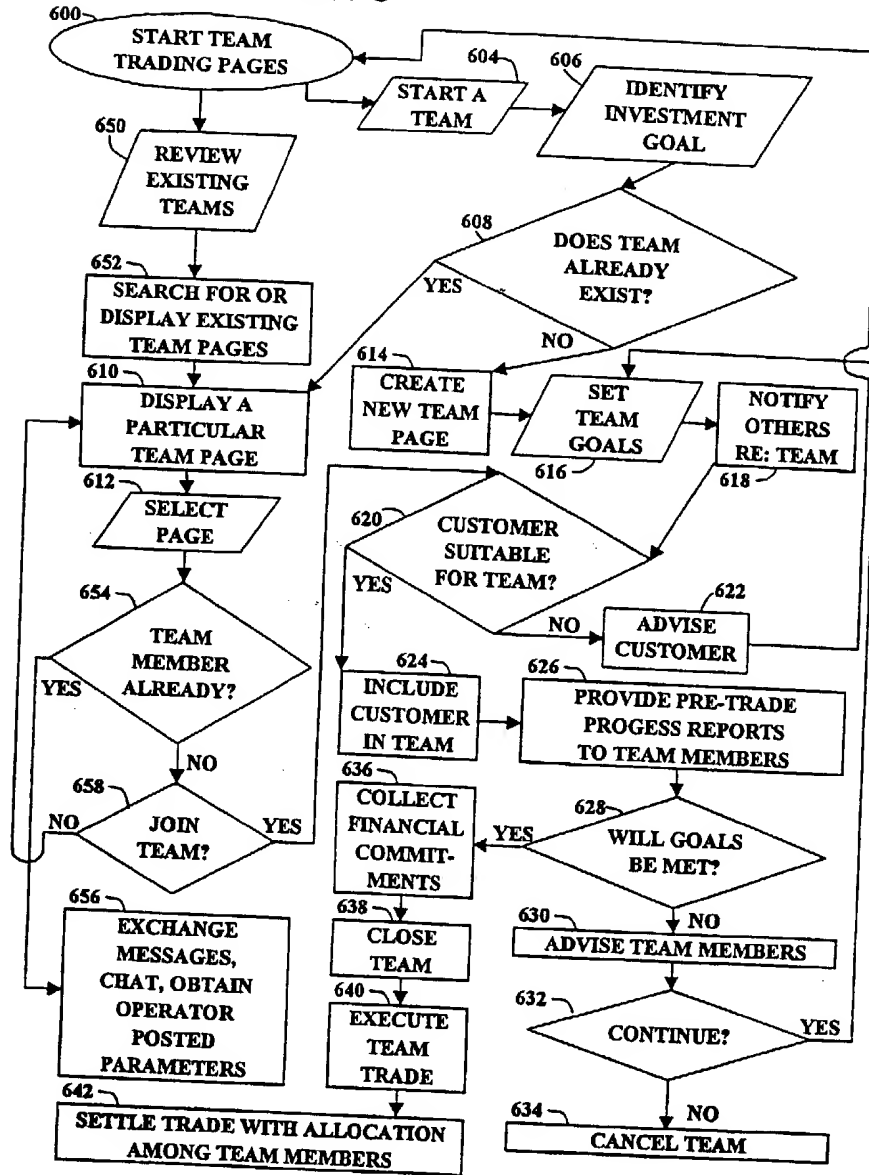 600
START TEAM
TRADING PAGES
604
START A
TEAM
606
IDENTIFY
INVESTMENT
GOAL
650
REVIEW
EXISTING
TEAMS
608
DOES TEAM
ALREADY
EXIST?
YES
NO
652
SEARCH FOR OR
DISPLAY EXISTING
TEAM PAGES
610
DISPLAY A
PARTICULAR
TEAM PAGE
614
CREATE
NEW TEAM
PAGE
SET
TEAM
GOALS
616
NOTIFY
OTHERS
RE: TEAM
618
612
SELECT
PAGE
620
CUSTOMER
SUITABLE
FOR TEAM?
YES
NO
622
ADVISE
CUSTOMER
654
TEAM
MEMBER
ALREADY?
YES
NO
624
INCLUDE
CUSTOMER
IN TEAM
626
PROVIDE PRE-TRADE
PROGESS REPORTS
TO TEAM MEMBERS
658
JOIN
TEAM?
NO
YES
636
COLLECT
FINANCIAL
COMMIT-
MENTS
628
WILL GOALS
BE MET?
YES
NO
656
EXCHANGE
MESSAGES,
CHAT, OBTAIN
OPERATOR
POSTED
PARAMETERS
638
CLOSE
TEAM
630
ADVISE TEAM MEMBERS
640
EXECUTE
TEAM
TRADE
632
CONTINUE?
YES
NO
642
SETTLE TRADE WITH ALLOCATION
AMONG TEAM MEMBERS
634
CANCEL TEAM